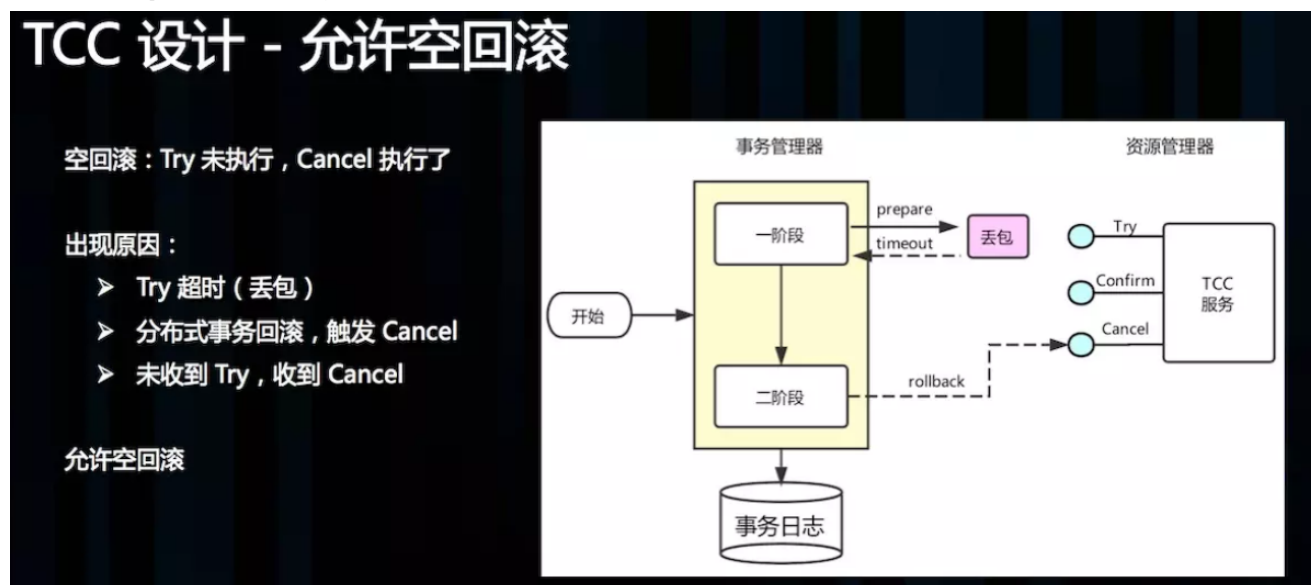 TCC 设计 - 允许空回滚
空回滚：Try 未执行，Cancel 执行了
出现原因：
➢ Try 超时（丢包）
➢ 分布式事务回滚，触发 Cancel
➢ 未收到 Try，收到 Cancel
允许空回滚
事务管理器
资源管理器
一阶段
prepare
timeout
丢包
Try
Confirm
TCC
服务
Cancel
开始
二阶段
rollback
事务日志